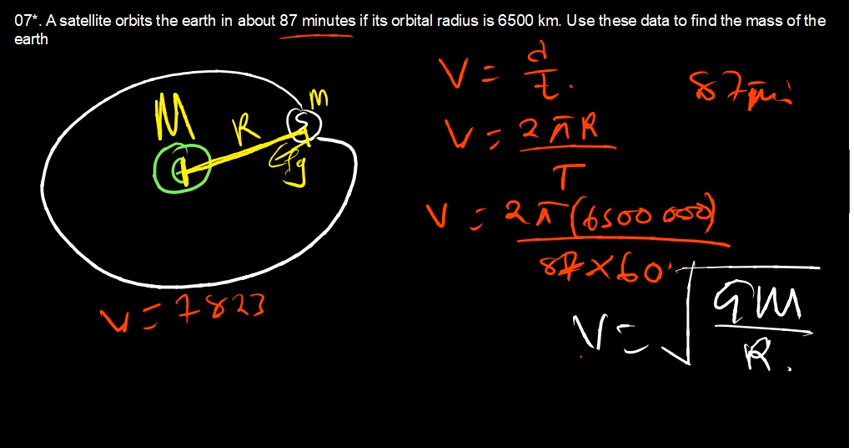 07*. A satellite orbits the earth in about 87 minutes if its orbital radius is 6500 km. Use these data to find the mass of the
earth
V = d/t.
87 min
V = 2πR/T
V = 2π(6500 000)/87×60
V = √GM/R.
M
R
m
S
Fg
V = 7823